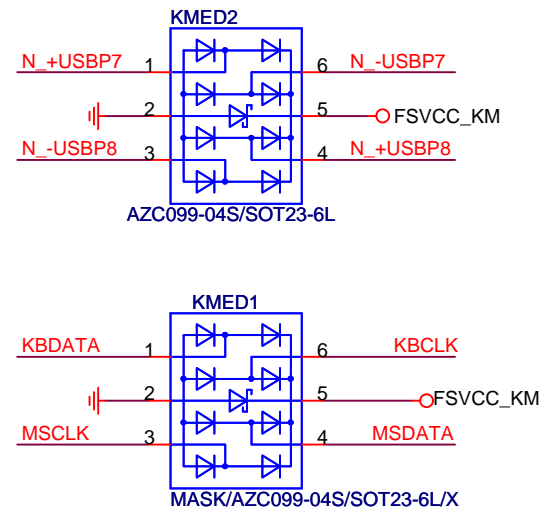 KMED2
N_+USBP7 1 6 N_-USBP7
2 5 FSVCC_KM
N_-USBP8 3 4 N_+USBP8
AZC099-04S/SOT23-6L
KMED1
KBDATA 1 6 KBCLK
2 5 FSVCC_KM
MSCLK 3 4 MSDATA
MASK/AZC099-04S/SOT23-6L/X